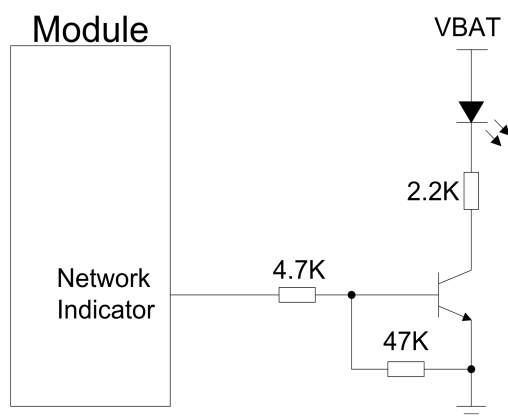 Module
VBAT
2.2K
4.7K
Network
Indicator
47K